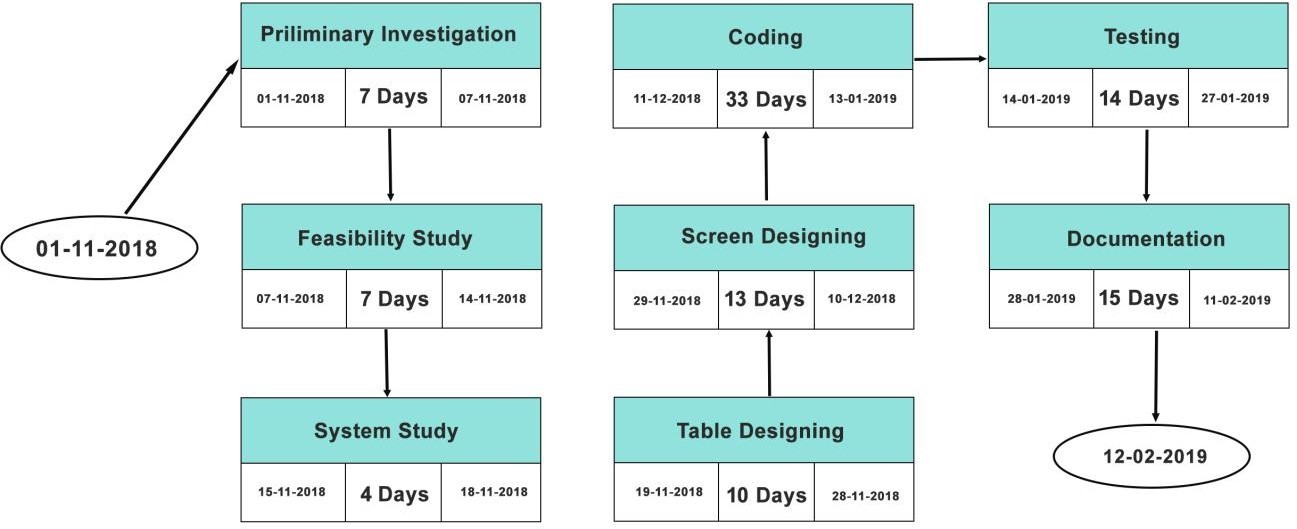 01-11-2018
Priliminary Investigation
01-11-2018 7 Days 07-11-2018
Feasibility Study
07-11-2018 7 Days 14-11-2018
System Study
15-11-2018 4 Days 18-11-2018
Table Designing
19-11-2018 10 Days 28-11-2018
Screen Designing
29-11-2018 13 Days 10-12-2018
Coding
11-12-2018 33 Days 13-01-2019
Testing
14-01-2019 14 Days 27-01-2019
Documentation
28-01-2019 15 Days 11-02-2019
12-02-2019